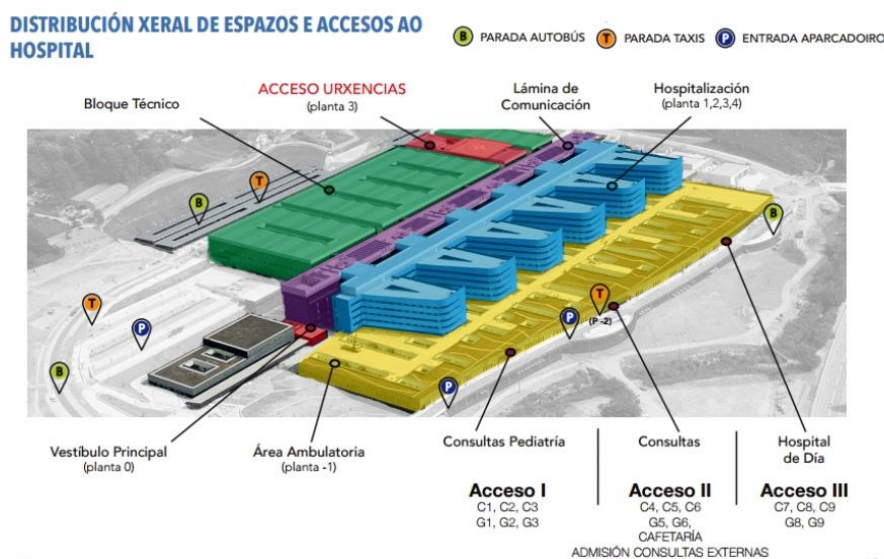 DISTRIBUCIÓN XERAL DE ESPAZOS E ACCESOS AO
HOSPITAL
B PARADA AUTOBÚS
T PARADA TAXIS
P ENTRADA APARCADOIRO
Bloque Técnico
ACCESO URXENCIAS
(planta 3)
Lámina de
Comunicación
Hospitalización
(planta 1,2,3,4)
B
T
B
T
P
B
P
T
(P -2)
P
Vestíbulo Principal
(planta 0)
Área Ambulatoria
(planta -1)
Consultas Pediatría
Consultas
Hospital
de Día
Acceso I
C1, C2, C3
G1, G2, G3
Acceso II
C4, C5, C6
G5, G6,
CAFETARÍA
ADMISIÓN CONSULTAS EXTERNAS
Acceso III
C7, C8, C9
G8, G9